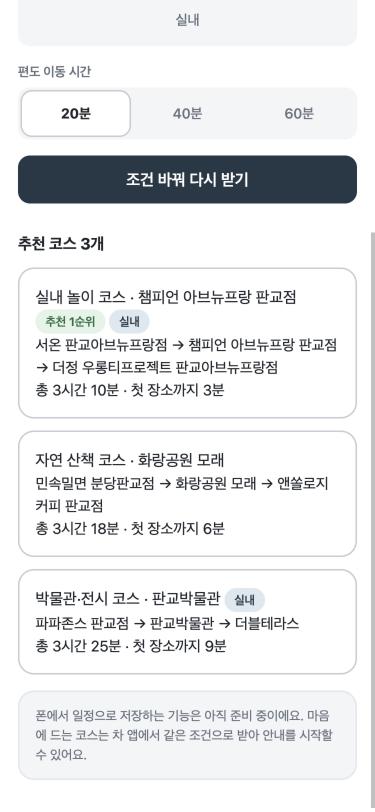 실내
편도 이동 시간
20분 40분 60분
조건 바꿔 다시 받기
추천 코스 3개
실내 놀이 코스 · 챔피언 아브뉴프랑 판교점
추천 1순위 실내
서온 판교아브뉴프랑점 → 챔피언 아브뉴프랑 판교점
→ 더정 우롱티프로젝트 판교아브뉴프랑점
총 3시간 10분 · 첫 장소까지 3분
자연 산책 코스 · 화랑공원 모래
민속밀면 분당판교점 → 화랑공원 모래 → 앤쏠로지
커피 판교점
총 3시간 18분 · 첫 장소까지 6분
박물관·전시 코스 · 판교박물관 실내
파파존스 판교점 → 판교박물관 → 더블테라스
총 3시간 25분 · 첫 장소까지 9분
폰에서 일정으로 저장하는 기능은 아직 준비 중이에요. 마음
에 드는 코스는 차 앱에서 같은 조건으로 받아 안내를 시작할
수 있어요.